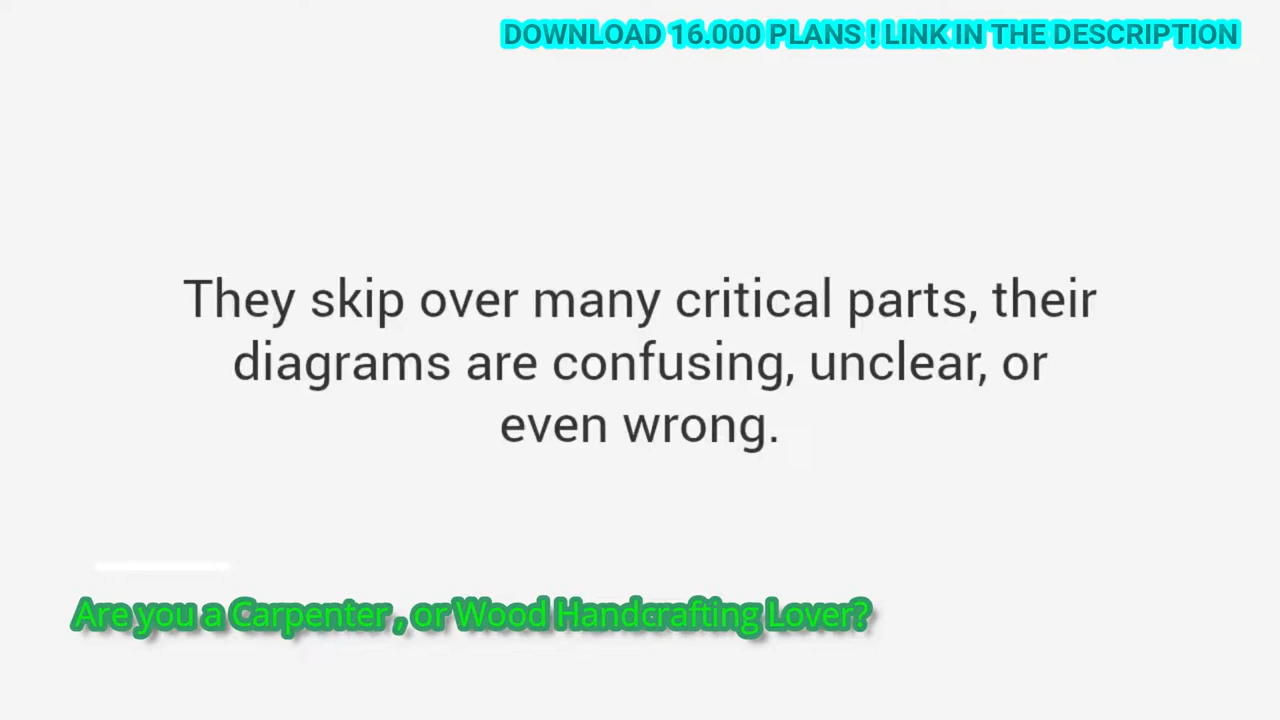 DOWNLOAD 16.000 PLANS ! LINK IN THE DESCRIPTION
They skip over many critical parts, their
diagrams are confusing, unclear, or
even wrong.
Are you a Carpenter , or Wood Handcrafting Lover?